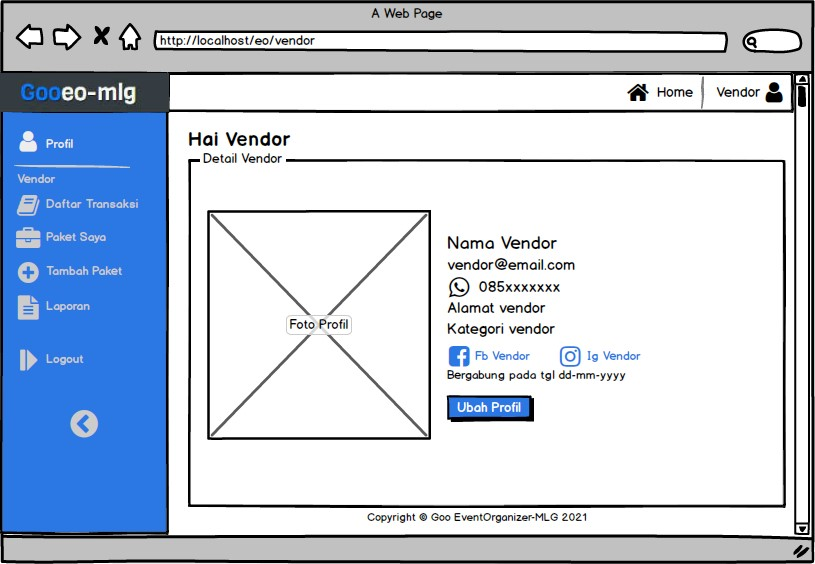 A Web Page
http://localhost/eo/vendor
Gooeo-mlg
Home
Vendor
Profil
Vendor
Daftar Transaksi
Paket Saya
Tambah Paket
Laporan
Logout
Hai Vendor
Detail Vendor
Foto Profil
Nama Vendor
vendor@email.com
085xxxxxxx
Alamat vendor
Kategori vendor
Fb Vendor
Ig Vendor
Bergabung pada tgl dd-mm-yyyy
Ubah Profil
Copyright © Goo EventOrganizer-MLG 2021